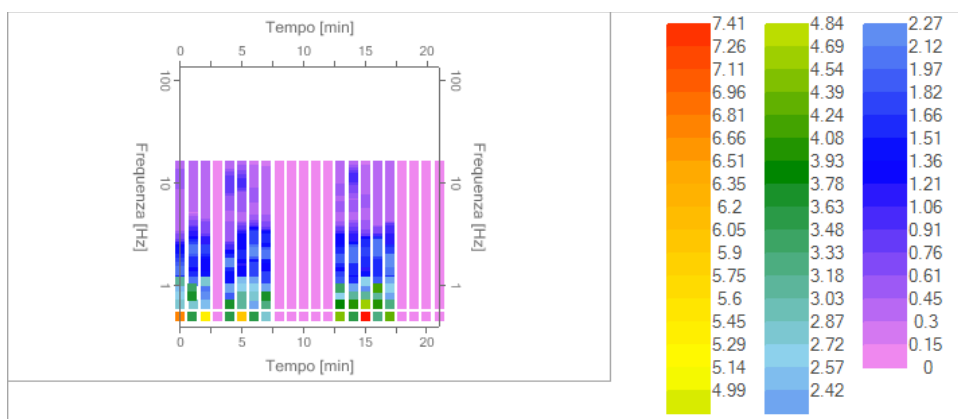 Tempo [min]
0 5 10 15 20
100 100
10 10
1 1
Frequenza [Hz]
Frequenza [Hz]
0 5 10 15 20
Tempo [min]
7.41 4.84 2.27
7.26 4.69 2.12
7.11 4.54 1.97
6.96 4.39 1.82
6.81 4.24 1.66
6.66 4.08 1.51
6.51 3.93 1.36
6.35 3.78 1.21
6.2 3.63 1.06
6.05 3.48 0.91
5.9 3.33 0.76
5.75 3.18 0.61
5.6 3.03 0.45
5.45 2.87 0.3
5.29 2.72 0.15
5.14 2.57 0
4.99 2.42